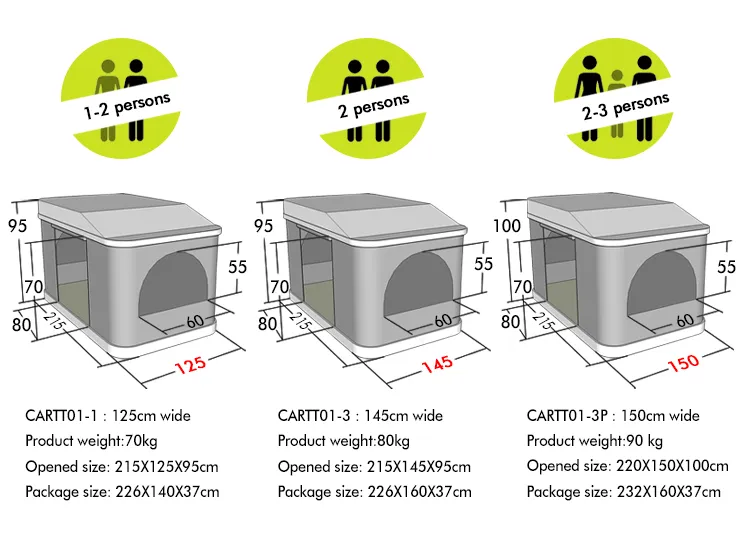 1-2 persons
2 persons
2-3 persons
95
55
70
80
215
60
125
95
55
70
80
215
60
145
100
55
70
80
215
60
150
CARTT01-1 : 125cm wide
Product weight:70kg
Opened size: 215X125X95cm
Package size: 226X140X37cm
CARTT01-3 : 145cm wide
Product weight:80kg
Opened size: 215X145X95cm
Package size: 226X160X37cm
CARTT01-3P : 150cm wide
Product weight:90 kg
Opened size: 220X150X100cm
Package size: 232X160X37cm